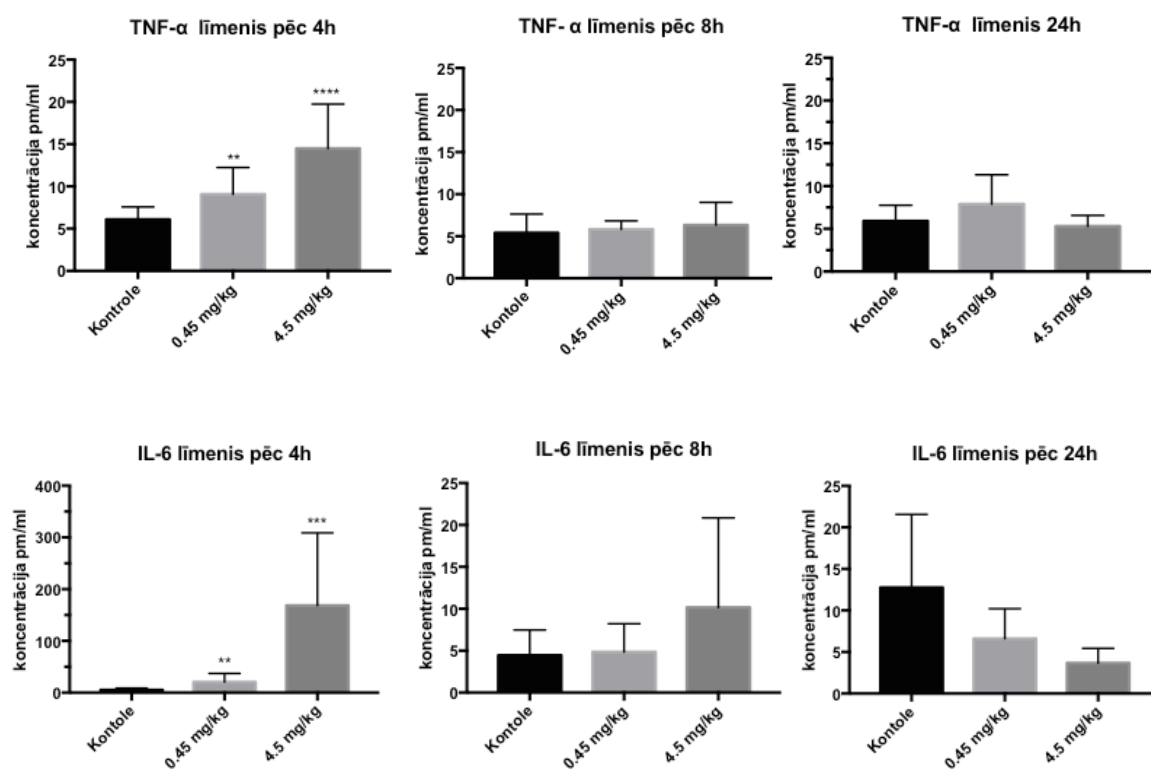 TNF-α līmenis pēc 4h
koncentrācija pm/ml
25
20
15
10
5
0
**
****
Kontrole
0.45 mg/kg
4.5 mg/kg
TNF- α līmenis pēc 8h
koncentrācija pm/ml
25
20
15
10
5
0
Kontole
0.45 mg/kg
4.5 mg/kg
TNF-α līmenis 24h
koncentrācija pm/ml
25
20
15
10
5
0
Kontole
0.45 mg/kg
4.5 mg/kg
IL-6 līmenis pēc 4h
koncentrācija pm/ml
400
300
200
100
0
**
***
Kontole
0.45 mg/kg
4.5 mg/kg
IL-6 līmenis pēc 8h
koncentrācija pm/ml
25
20
15
10
5
0
Kontole
0.45 mg/kg
4.5 mg/kg
IL-6 līmenis pēc 24h
koncentrācija pm/ml
25
20
15
10
5
0
Kontole
0.45 mg/kg
4.5 mg/kg